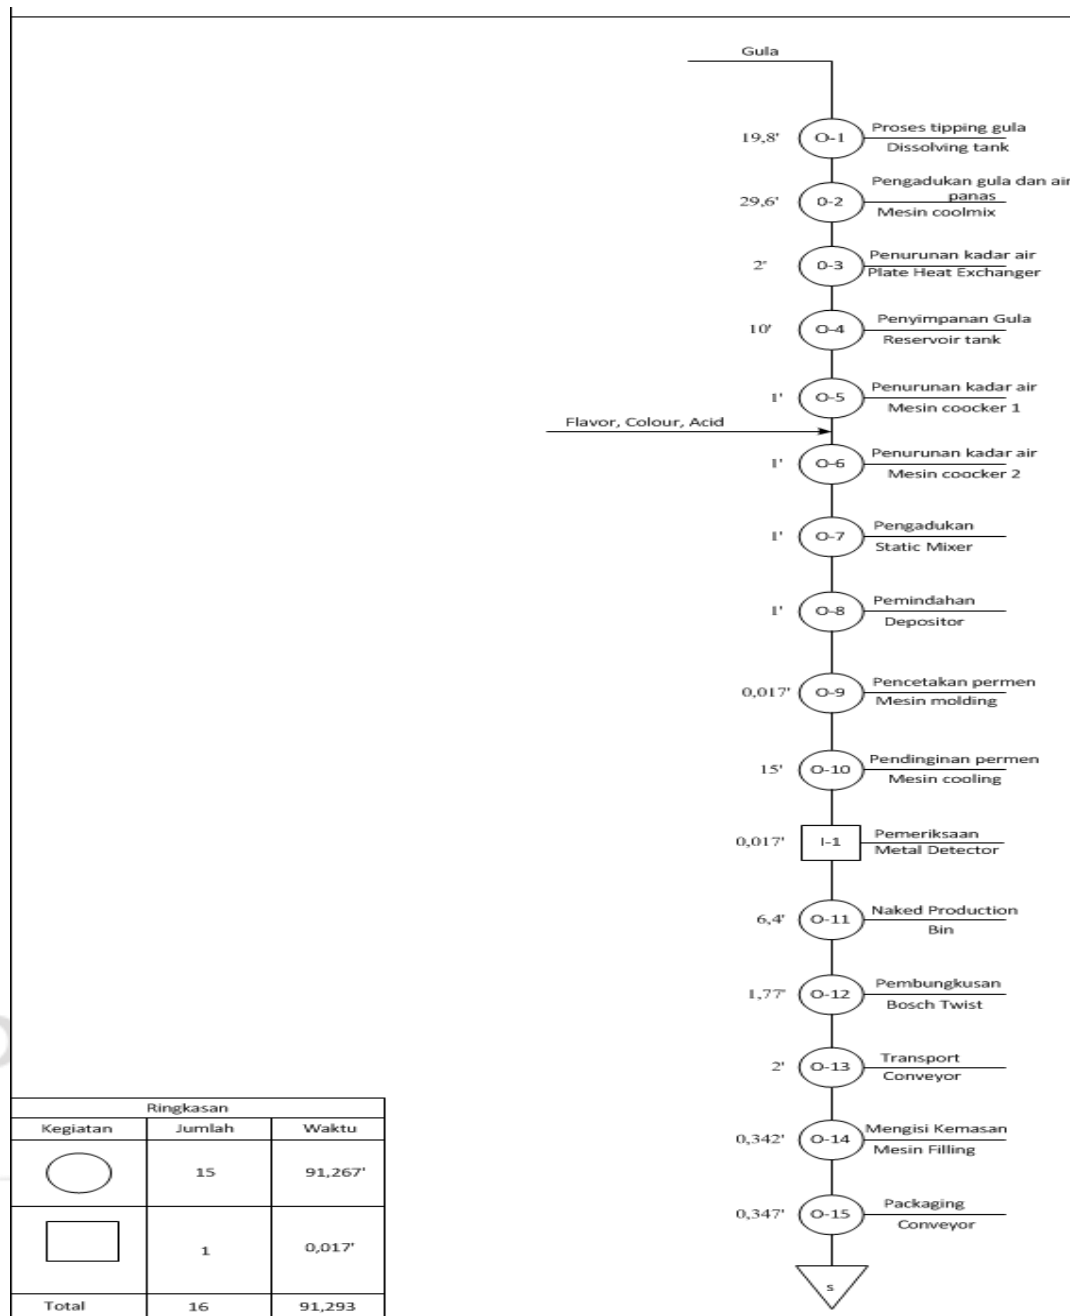 Gula
19,8'
O-1
Proses tipping gula
Dissolving tank
29,6'
0-2
Pengadukan gula dan air
panas
Mesin coolmix
2'
0-3
Penurunan kadar air
Plate Heat Exchanger
10'
O-4
Penyimpanan Gula
Reservoir tank
1'
O-5
Penurunan kadar air
Mesin coocker 1
Flavor, Colour, Acid
1'
O-6
Penurunan kadar air
Mesin coocker 2
1'
O-7
Pengadukan
Static Mixer
1'
O-8
Pemindahan
Depositor
0,017'
O-9
Pencetakan permen
Mesin molding
15'
O-10
Pendinginan permen
Mesin cooling
0,017'
I-1
Pemeriksaan
Metal Detector
6,4'
O-11
Naked Production
Bin
1,77'
O-12
Pembungkusan
Bosch Twist
2'
O-13
Transport
Conveyor
0,342'
O-14
Mengisi Kemasan
Mesin Filling
0,347'
O-15
Packaging
Conveyor
s
Ringkasan
Kegiatan Jumlah Waktu
15 91,267'
1 0,017'
Total 16 91,293